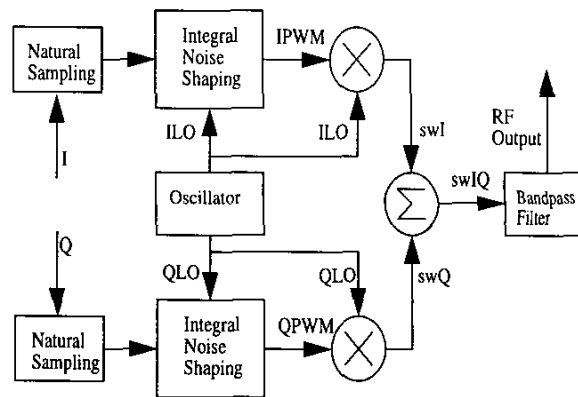 Natural
Sampling
Integral
Noise
Shaping
IPWM
I
ILO
ILO
swI
RF
Output
Oscillator
Σ
swIQ
Bandpass
Filter
Q
QLO
QLO
swQ
Natural
Sampling
Integral
Noise
Shaping
QPWM